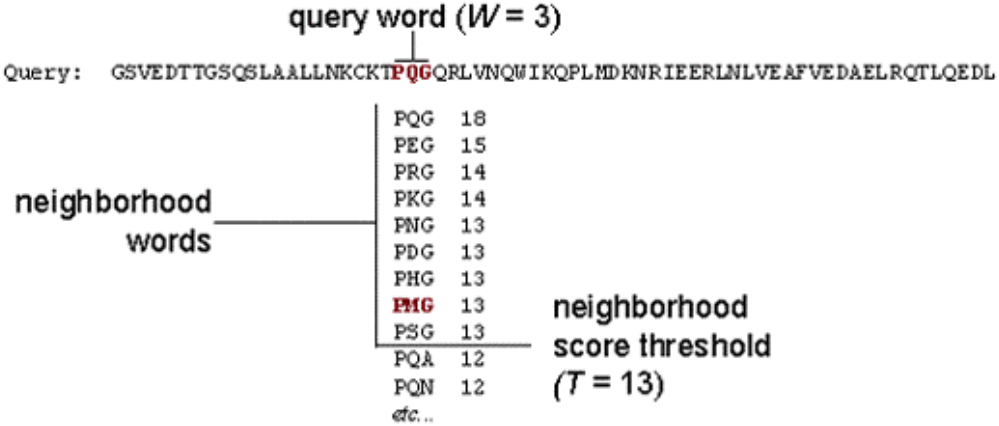 query word (W = 3)
Query: GSVEDTTGSQSLAALLNKCKTPQGQRLVNQWIKQPLMDKNRIEERLNLVEAFVEDAELRQTLQEDL
PQG 18
PEG 15
PRG 14
PKG 14
PNG 13
PDG 13
PHG 13
PMG 13
PSG 13
PQA 12
PQN 12
etc...
neighborhood
words
neighborhood
score threshold
(T = 13)